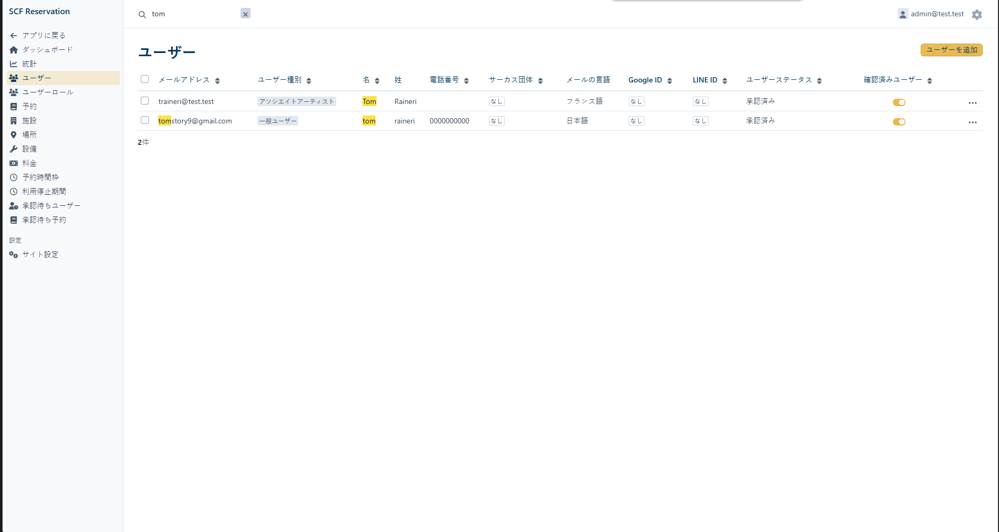 SCF Reservation
tom
admin@test.test
アプリに戻る
ダッシュボード
統計
ユーザー
ユーザーロール
予約
施設
場所
設備
料金
予約時間枠
利用停止期間
承認待ちユーザー
承認待ち予約
設定
サイト設定
ユーザー
ユーザーを追加
メールアドレス ユーザー種別 名 姓 電話番号 サーカス団体 メールの言語 Google ID LINE ID ユーザーステータス 確認済みユーザー
traineri@test.test アソシエイトアーティスト Tom Raineri なし フランス語 なし なし 承認済み
tomstory9@gmail.com 一般ユーザー tom raineri 0000000000 なし 日本語 なし なし 承認済み
2件